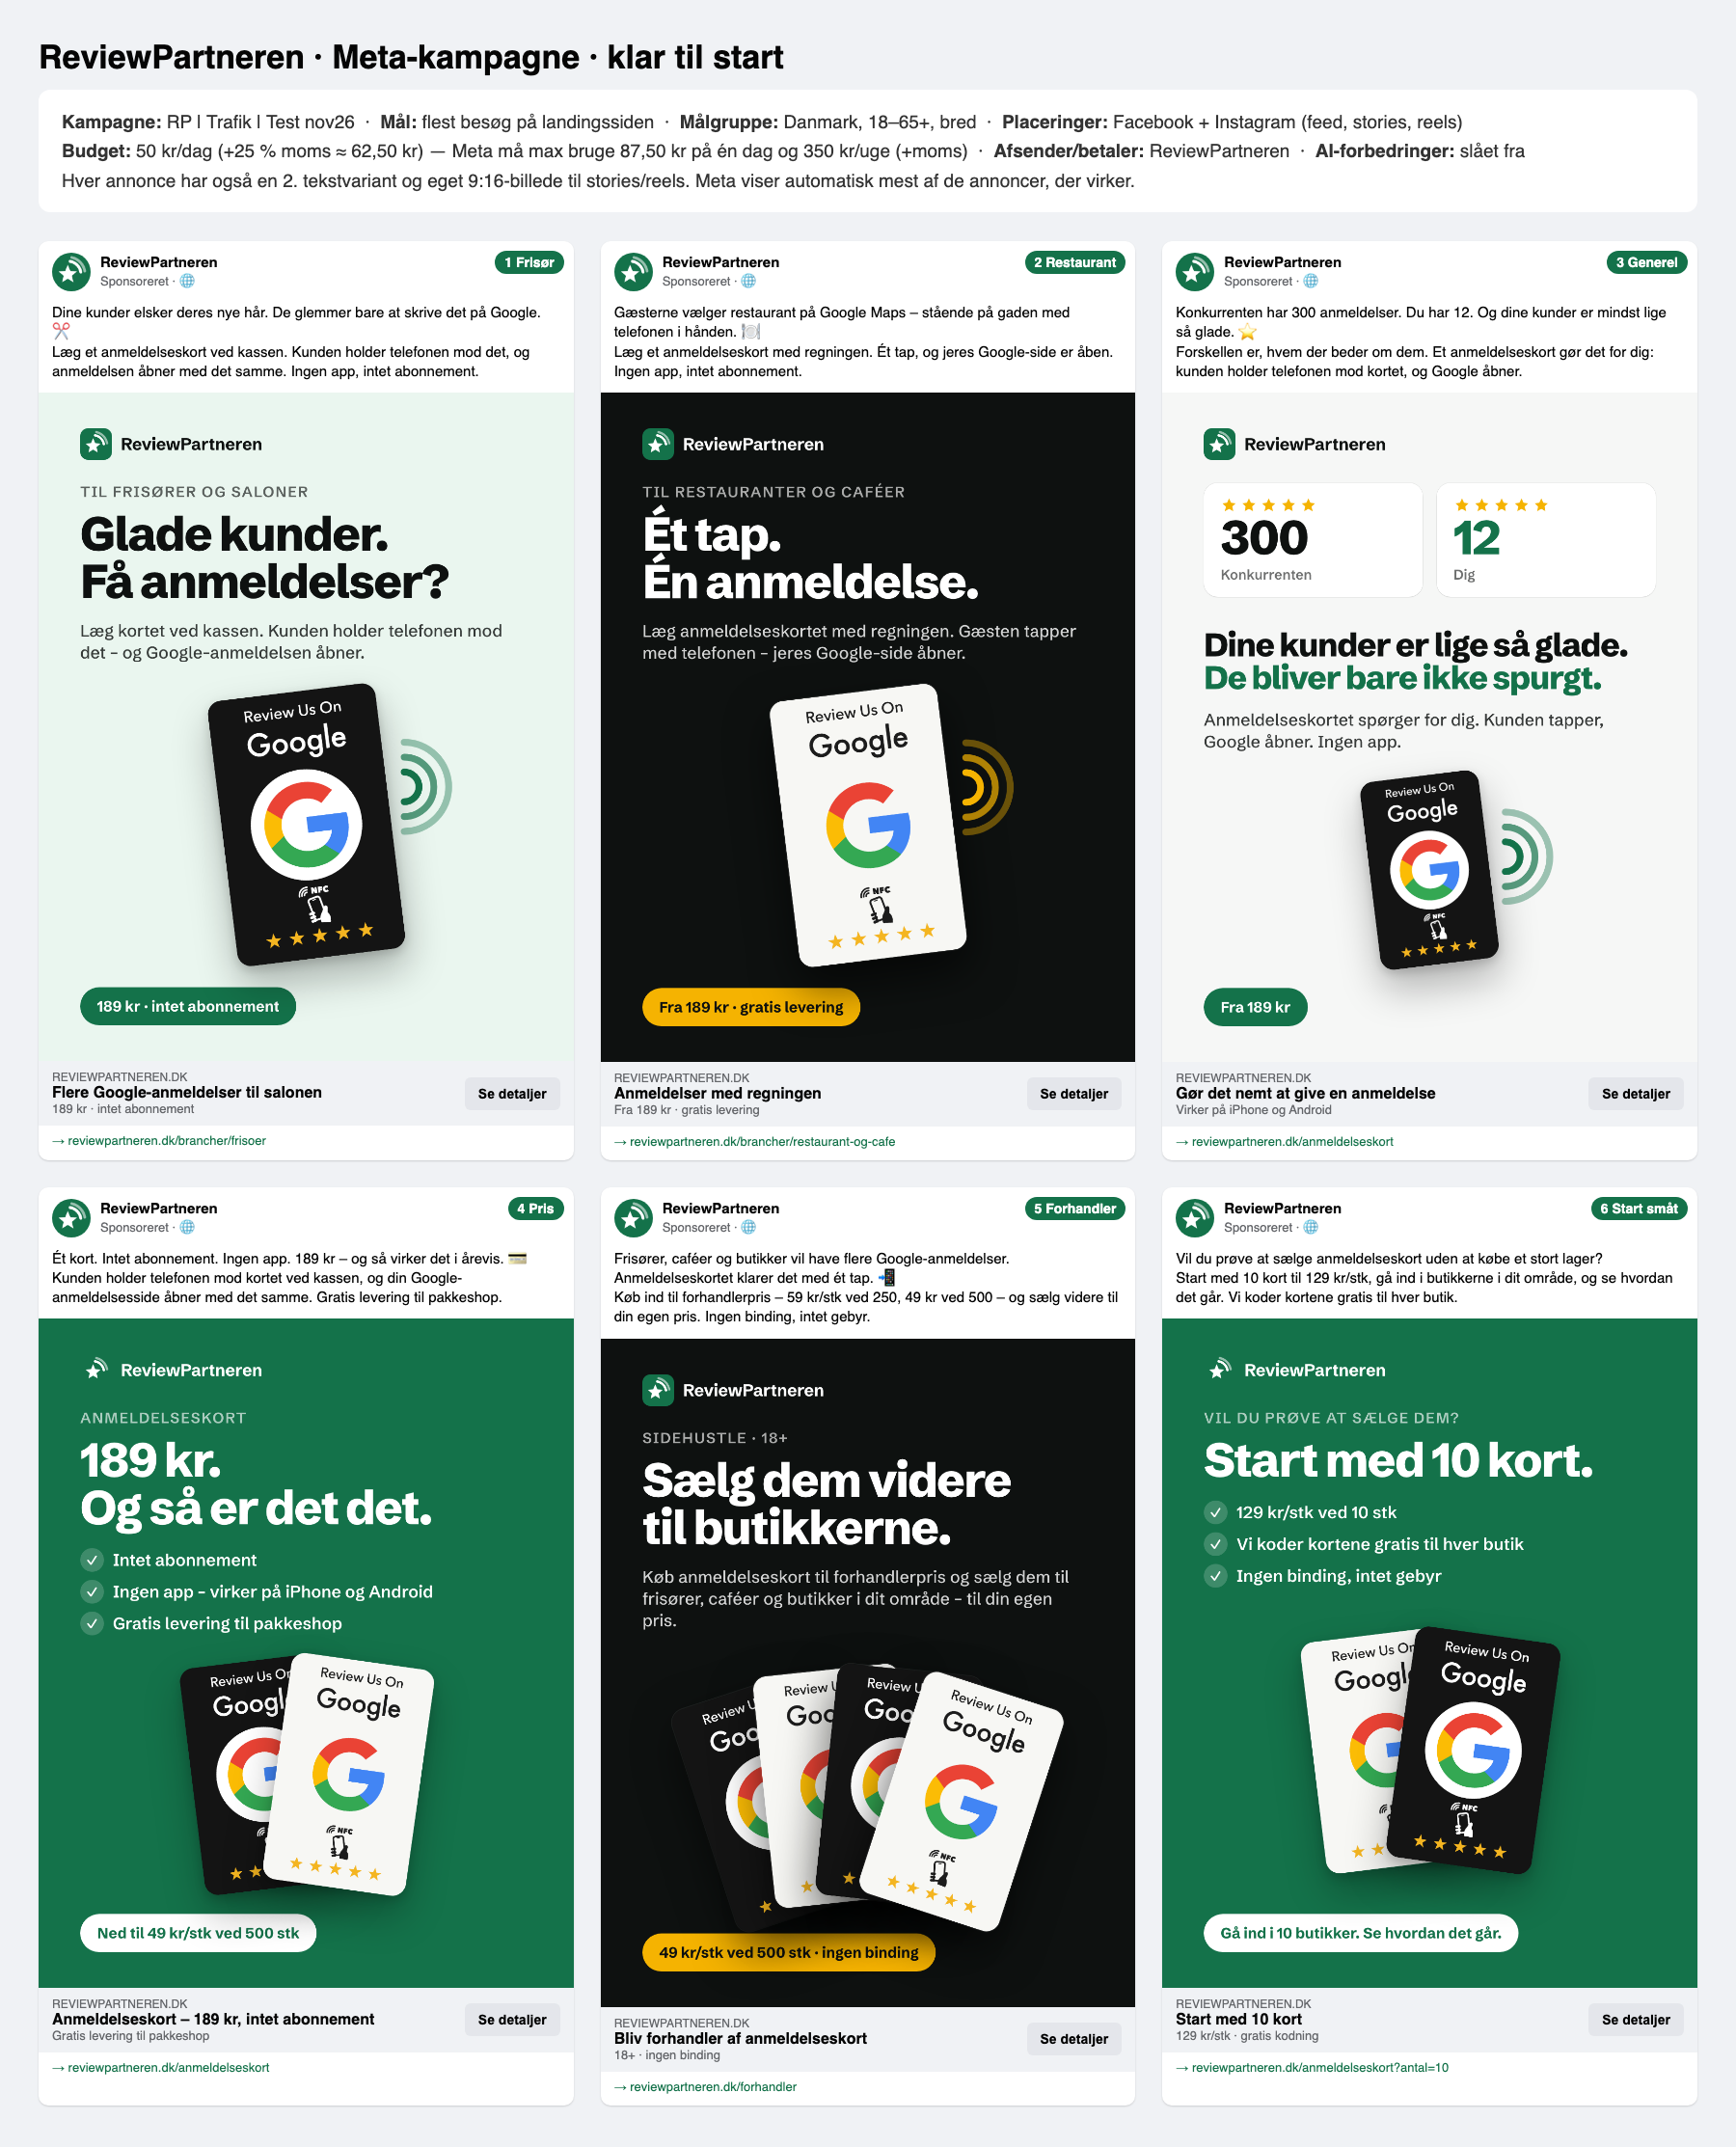 ReviewPartneren · Meta-kampagne · klar til start
Kampagne: RP | Trafik | Test nov26 · Mål: flest besøg på landingssiden · Målgruppe: Danmark, 18–65+, bred · Placeringer: Facebook + Instagram (feed, stories, reels)
Budget: 50 kr/dag (+25 % moms ≈ 62,50 kr) — Meta må max bruge 87,50 kr på én dag og 350 kr/uge (+moms) · Afsender/betaler: ReviewPartneren · AI-forbedringer: slået fra
Hver annonce har også en 2. tekstvariant og eget 9:16-billede til stories/reels. Meta viser automatisk mest af de annoncer, der virker.
ReviewPartneren
Sponsoreret ·
1 Frisør
Dine kunder elsker deres nye hår. De glemmer bare at skrive det på Google.
✂️
Læg et anmeldelseskort ved kassen. Kunden holder telefonen mod det, og
anmeldelsen åbner med det samme. Ingen app, intet abonnement.
ReviewPartneren
TIL FRISØRER OG SALONER
Glade kunder.
Få anmeldelser?
Læg kortet ved kassen. Kunden holder telefonen mod
det – og Google-anmeldelsen åbner.
Review Us On
Google
NFC
189 kr · intet abonnement
REVIEWPARTNEREN.DK
Flere Google-anmeldelser til salonen
189 kr · intet abonnement
Se detaljer
→ reviewpartneren.dk/brancher/frisoer
ReviewPartneren
Sponsoreret ·
2 Restaurant
Gæsterne vælger restaurant på Google Maps – stående på gaden med
telefonen i hånden. 🍽️
Læg et anmeldelseskort med regningen. Ét tap, og jeres Google-side er åben.
Ingen app, intet abonnement.
ReviewPartneren
TIL RESTAURANTER OG CAFÉER
Ét tap.
Én anmeldelse.
Læg anmeldelseskortet med regningen. Gæsten tapper
med telefonen – jeres Google-side åbner.
Review Us On
Google
NFC
Fra 189 kr · gratis levering
REVIEWPARTNEREN.DK
Anmeldelser med regningen
Fra 189 kr · gratis levering
Se detaljer
→ reviewpartneren.dk/brancher/restaurant-og-cafe
ReviewPartneren
Sponsoreret ·
3 Generel
Konkurrenten har 300 anmeldelser. Du har 12. Og dine kunder er mindst lige
så glade. ⭐
Forskellen er, hvem der beder om dem. Et anmeldelseskort gør det for dig:
kunden holder telefonen mod kortet, og Google åbner.
ReviewPartneren
300
Konkurrenten
12
Dig
Dine kunder er lige så glade.
De bliver bare ikke spurgt.
Anmeldelseskortet spørger for dig. Kunden tapper,
Google åbner. Ingen app.
Review Us On
Google
NFC
Fra 189 kr
REVIEWPARTNEREN.DK
Gør det nemt at give en anmeldelse
Virker på iPhone og Android
Se detaljer
→ reviewpartneren.dk/anmeldelseskort
ReviewPartneren
Sponsoreret ·
4 Pris
Ét kort. Intet abonnement. Ingen app. 189 kr – og så virker det i årevis. 💳
Kunden holder telefonen mod kortet ved kassen, og din Google-
anmeldelsesside åbner med det samme. Gratis levering til pakkeshop.
ReviewPartneren
ANMELDELSESKORT
189 kr.
Og så er det det.
Intet abonnement
Ingen app – virker på iPhone og Android
Gratis levering til pakkeshop
Review Us On
Googl
Review Us On
Google
NFC
Ned til 49 kr/stk ved 500 stk
REVIEWPARTNEREN.DK
Anmeldelseskort – 189 kr, intet abonnement
Gratis levering til pakkeshop
Se detaljer
→ reviewpartneren.dk/anmeldelseskort
ReviewPartneren
Sponsoreret ·
5 Forhandler
Frisører, caféer og butikker vil have flere Google-anmeldelser.
Anmeldelseskortet klarer det med ét tap. 📲
Køb ind til forhandlerpris – 59 kr/stk ved 250, 49 kr ved 500 – og sælg videre til
din egen pris. Ingen binding, intet gebyr.
ReviewPartneren
SIDEHUSTLE · 18+
Sælg dem videre
til butikkerne.
Køb anmeldelseskort til forhandlerpris og sælg dem til
frisører, caféer og butikker i dit område – til din egen
pris.
Review U
Goo
Review U
Goo
Review Us
Goo
Review Us On
Google
NFC
49 kr/stk ved 500 stk · ingen binding
REVIEWPARTNEREN.DK
Bliv forhandler af anmeldelseskort
18+ · ingen binding
Se detaljer
→ reviewpartneren.dk/forhandler
ReviewPartneren
Sponsoreret ·
6 Start småt
Vil du prøve at sælge anmeldelseskort uden at købe et stort lager?
Start med 10 kort til 129 kr/stk, gå ind i butikkerne i dit område, og se hvordan
det går. Vi koder kortene gratis til hver butik.
ReviewPartneren
VIL DU PRØVE AT SÆLGE DEM?
Start med 10 kort.
129 kr/stk ved 10 stk
Vi koder kortene gratis til hver butik
Ingen binding, intet gebyr
Review Us O
Googl
Review Us On
Google
NFC
Gå ind i 10 butikker. Se hvordan det går.
REVIEWPARTNEREN.DK
Start med 10 kort
129 kr/stk · gratis kodning
Se detaljer
→ reviewpartneren.dk/anmeldelseskort?antal=10